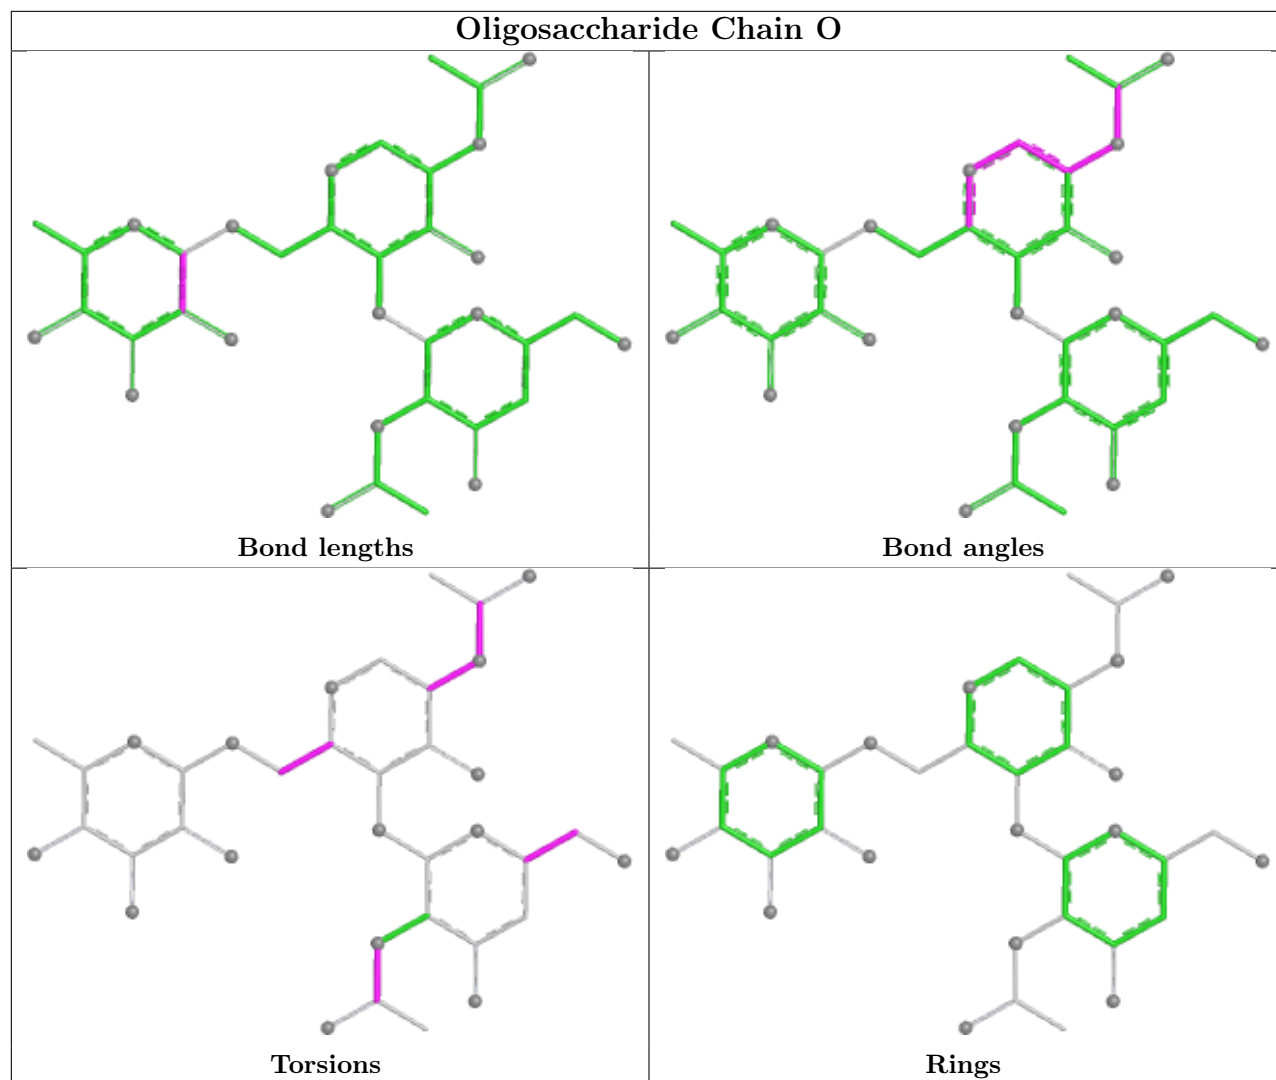 Oligosaccharide Chain O
Bond lengths
Bond angles
Torsions
Rings